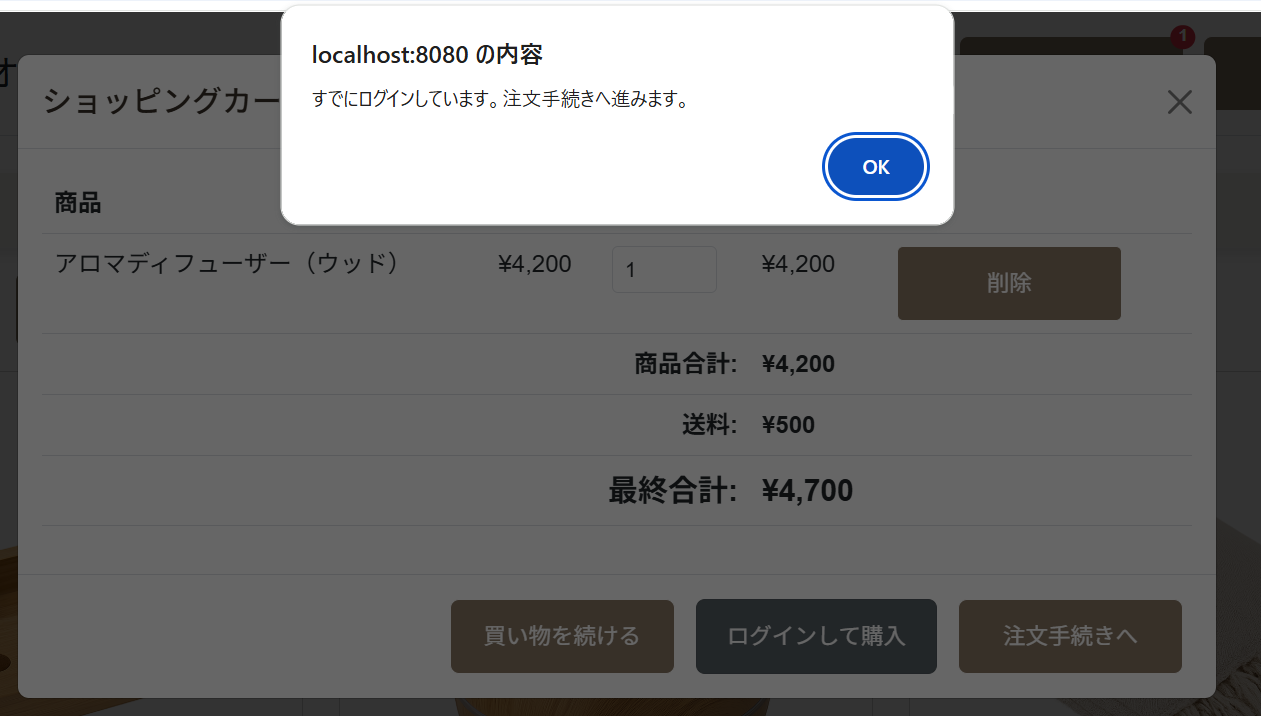 localhost:8080 の内容
すでにログインしています。注文手続きへ進みます。
OK
1
オ
ショッピングカー
商品
アロマディフューザー（ウッド） ¥4,200 1 ¥4,200 削除
商品合計: ¥4,200
送料: ¥500
最終合計: ¥4,700
買い物を続ける ログインして購入 注文手続きへ